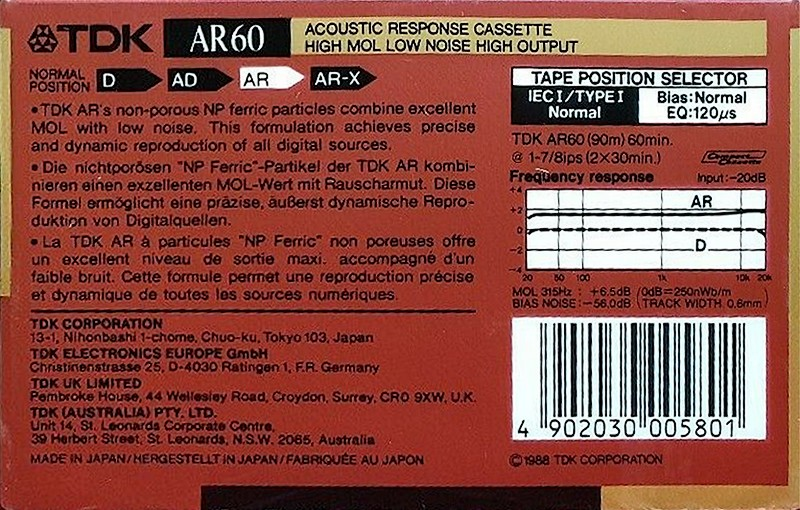 TDK AR60 ACOUSTIC RESPONSE CASSETTE
HIGH MOL LOW NOISE HIGH OUTPUT
NORMAL POSITION D AD AR AR-X
•TDK AR's non-porous NP ferric particles combine excellent
MOL with low noise. This formulation achieves precise
and dynamic reproduction of all digital sources.
•Die nichtporösen "NP Ferric"-Partikel der TDK AR kombi-
nieren einen exzellenten MOL-Wert mit Rauscharmut. Diese
Formel ermöglicht eine präzise, äußerst dynamische Repro-
duktion von Digitalquellen.
•La TDK AR à particules "NP Ferric" non poreuses offre
un excellent niveau de sortie maxi. accompagné d'un
faible bruit. Cette formule permet une reproduction précise
et dynamique de toutes les sources numériques.
TDK CORPORATION
13-1, Nihonbashi 1-chome, Chuo-ku, Tokyo 103, Japan
TDK ELECTRONICS EUROPE GmbH
Christinenstrasse 25, D-4030 Ratingen 1, F.R. Germany
TDK UK LIMITED
Pembroke House, 44 Wellesley Road, Croydon, Surrey, CR0 9XW, U.K.
TDK (AUSTRALIA) PTY. LTD.
Unit 14, St. Leonards Corporate Centre,
39 Herbert Street, St. Leonards, N.S.W. 2065, Australia
MADE IN JAPAN/HERGESTELLT IN JAPAN/FABRIQUÉE AU JAPON
TAPE POSITION SELECTOR
IEC I/TYPE I Bias:Normal
Normal EQ:120µs
TDK AR60 (90m) 60min.
@ 1-7/8ips (2×30min.) Compact Cassette
Frequency response Input:-20dB
+4
+2 AR
0
-2 D
-4
20 50 100 1k 10k 20k
MOL 315Hz : +6.5dB (0dB=250nWb/m
BIAS NOISE:-56.0dB (TRACK WIDTH 0.6mm)
4 902030 005801
©1988 TDK CORPORATION